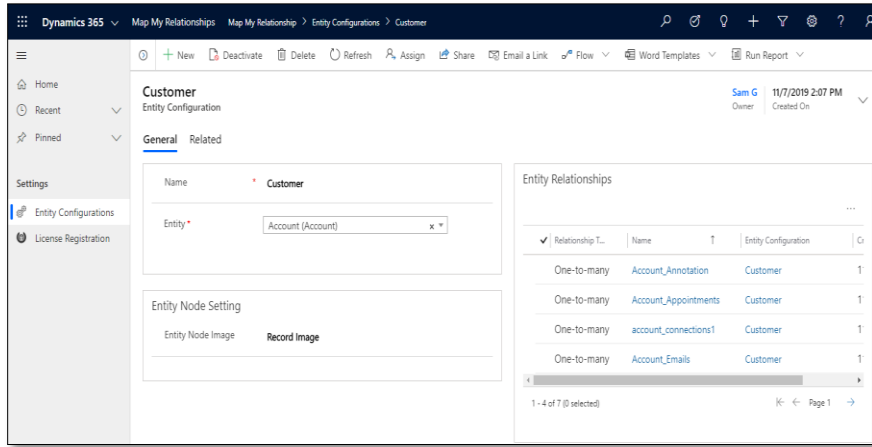 Dynamics 365 Map My Relationships Map My Relationship > Entity Configurations > Customer
New Deactivate Delete Refresh Assign Share Email a Link Flow Word Templates Run Report
Home
Recent
Pinned
Settings
Entity Configurations
License Registration
Customer
Entity Configuration
Sam G 11/7/2019 2:07 PM
Owner Created On
General Related
Name * Customer
Entity * Account (Account) x
Entity Node Setting
Entity Node Image Record Image
Entity Relationships
...
Relationship T... Name Entity Configuration
One-to-many Account_Annotation Customer
One-to-many Account_Appointments Customer
One-to-many account_connections1 Customer
One-to-many Account_Emails Customer
1 - 4 of 7 (0 selected) Page 1